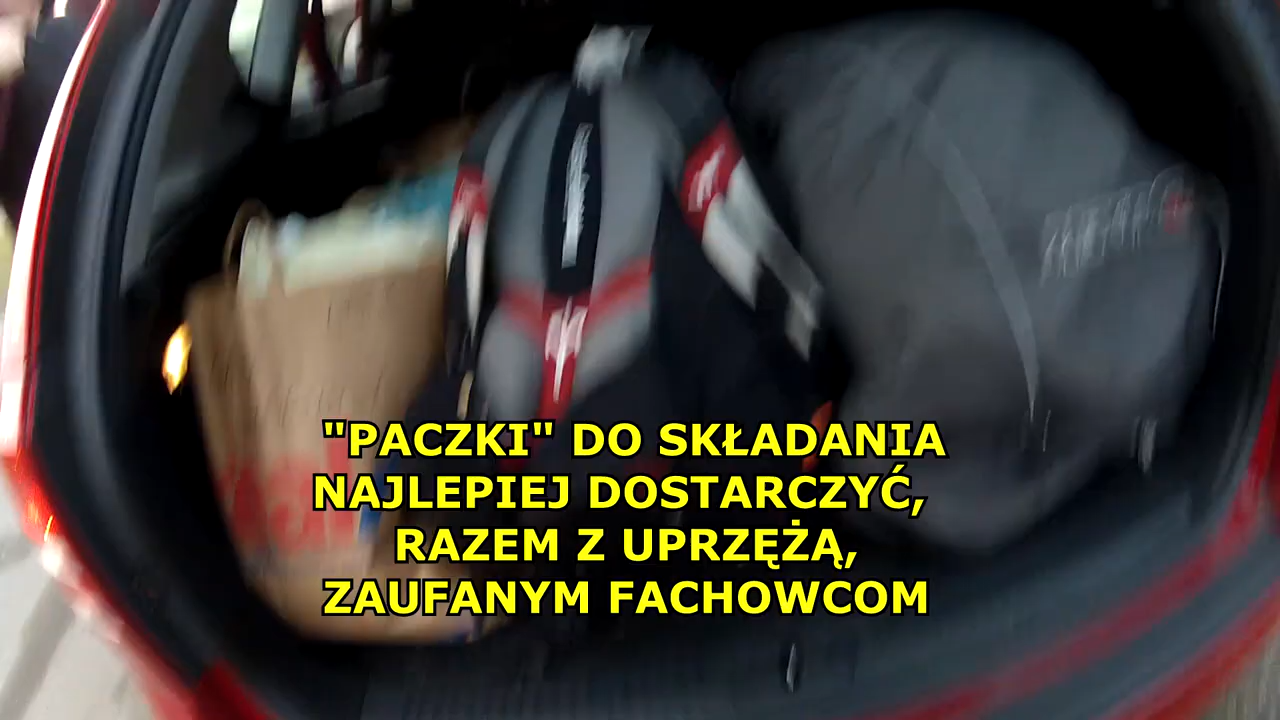 "PACZKI" DO SKŁADANIA
NAJLEPIEJ DOSTARCZYĆ,
RAZEM Z UPRZĘŻĄ,
ZAUFANYM FACHOWCOM